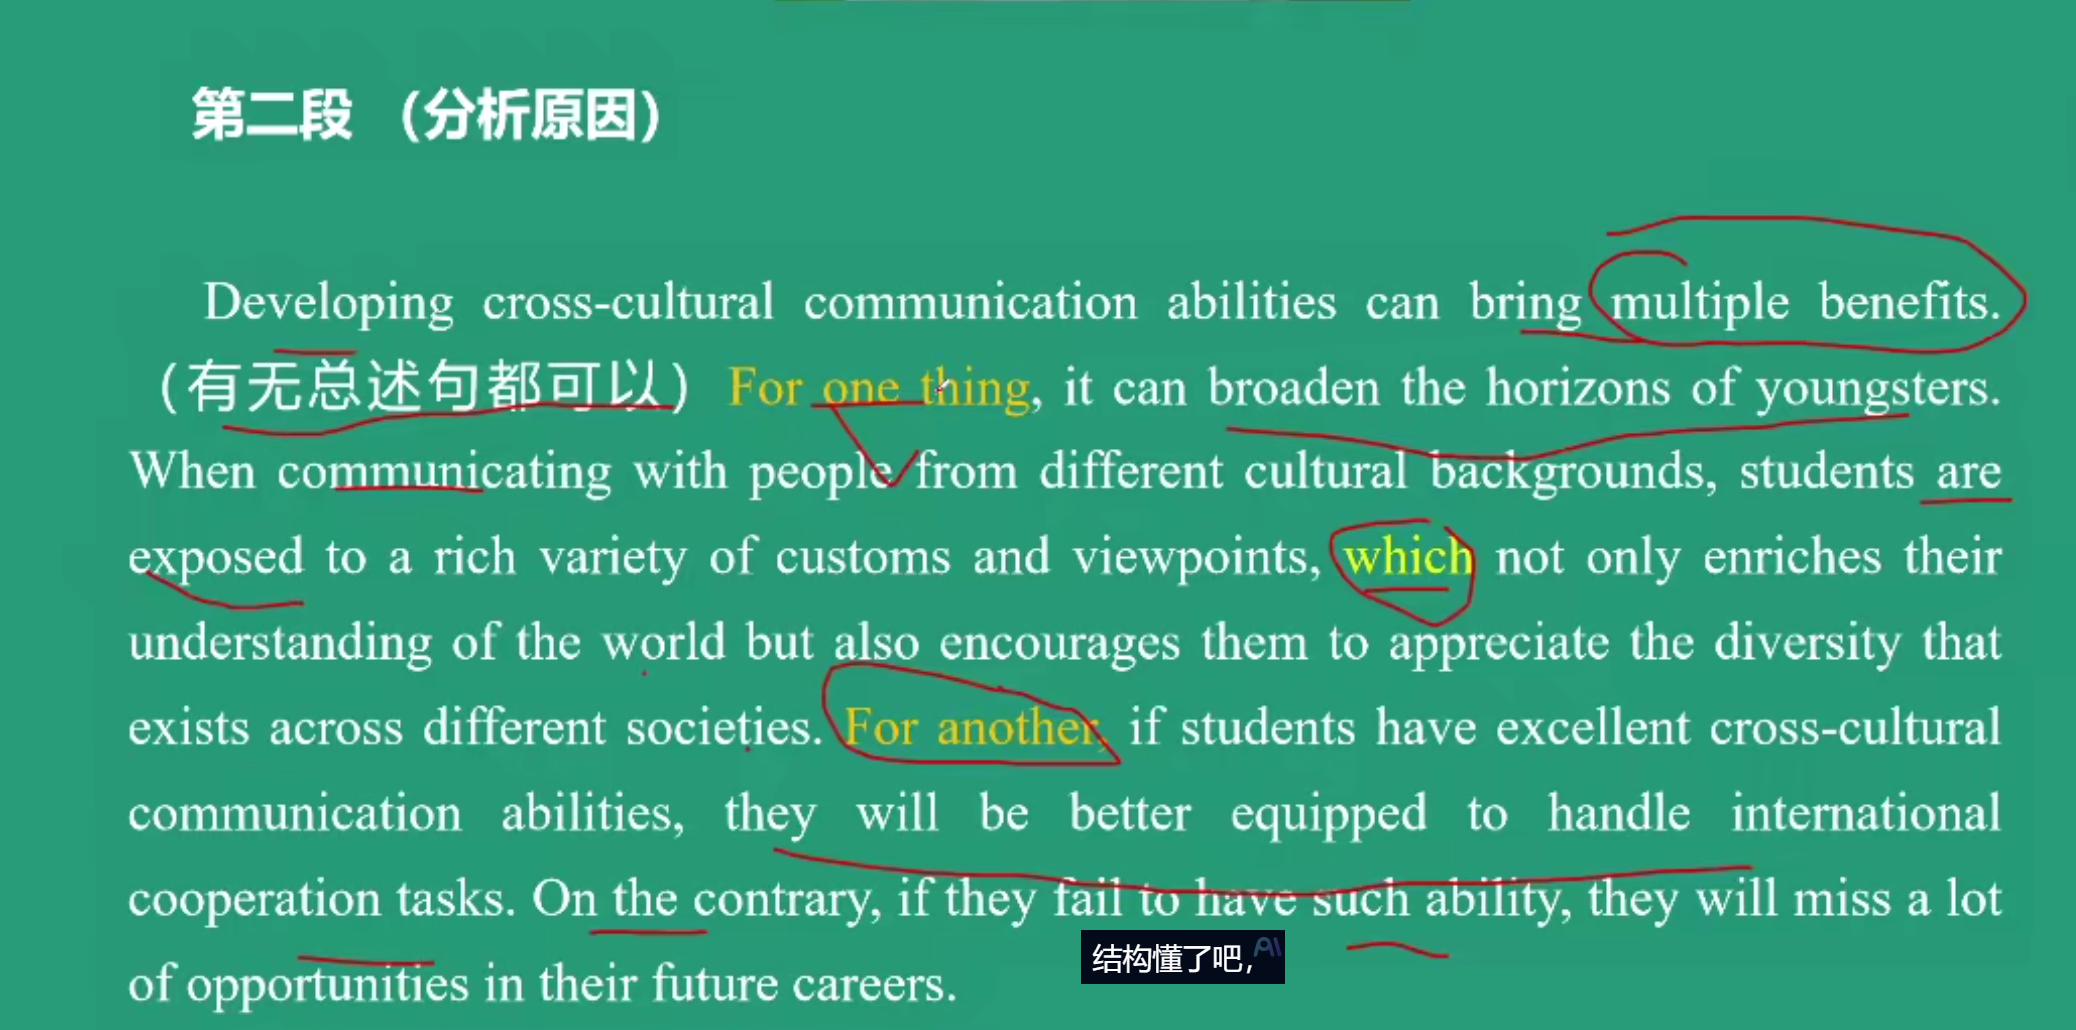 第二段 （分析原因）
Developing cross-cultural communication abilities can bring multiple benefits.
（有无总述句都可以） For one thing, it can broaden the horizons of youngsters.
When communicating with people from different cultural backgrounds, students are
exposed to a rich variety of customs and viewpoints, which not only enriches their
understanding of the world but also encourages them to appreciate the diversity that
exists across different societies. For another, if students have excellent cross-cultural
communication abilities, they will be better equipped to handle international
cooperation tasks. On the contrary, if they fail to have such ability, they will miss a lot
of opportunities in their future careers.
结构懂了吧, AI